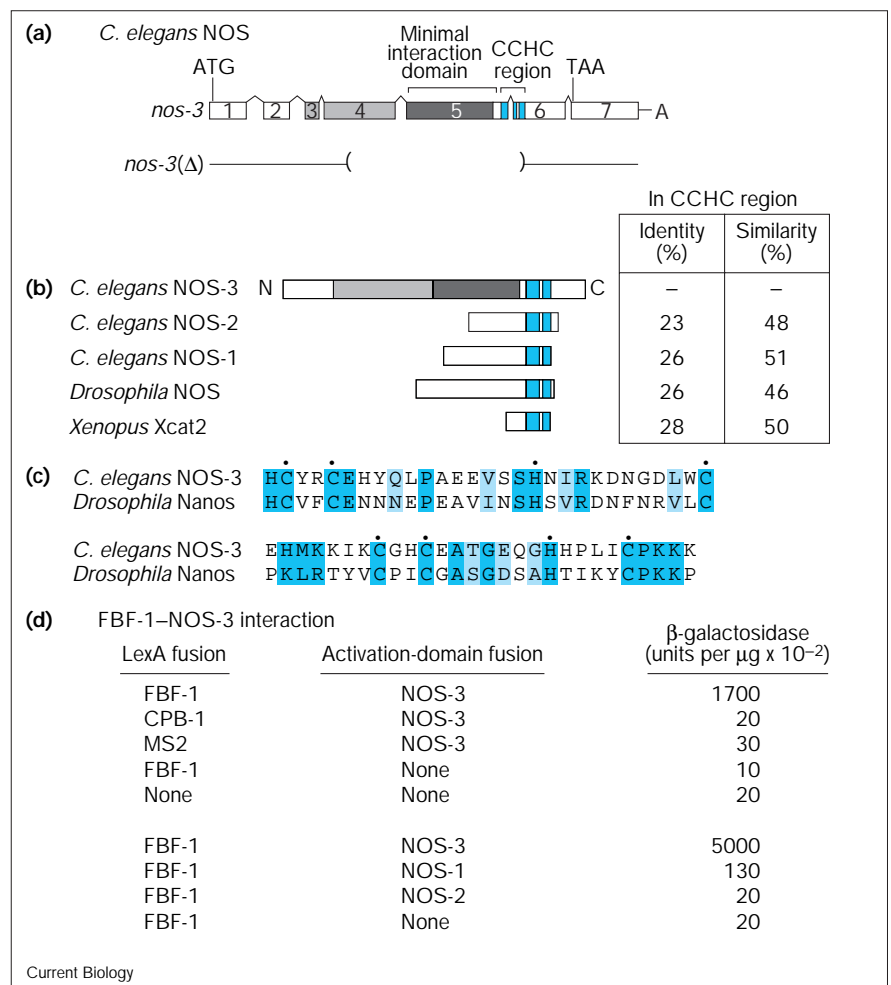 (a) C. elegans NOS
Minimal interaction domain
CCHC region
ATG
TAA
nos-3 1 2 3 4 5 6 7 A
nos-3(Δ) ( )
In CCHC region
Identity (%) Similarity (%)
(b) C. elegans NOS-3 N C – –
C. elegans NOS-2 23 48
C. elegans NOS-1 26 51
Drosophila NOS 26 46
Xenopus Xcat2 28 50
(c) C. elegans NOS-3 HCYRCEHYQLPAEEVSSHNIRKDNGDLWC
Drosophila Nanos HCVFCENNNEPEAVINSHSVRDNFNRVLC
C. elegans NOS-3 EHMKKIKCGHCEATGEQGHHPLICPKKK
Drosophila Nanos PKLRTYVCPICGASGDSAHTIKYCPKKP
(d) FBF-1–NOS-3 interaction
LexA fusion Activation-domain fusion β-galactosidase (units per μg x 10–2)
FBF-1 NOS-3 1700
CPB-1 NOS-3 20
MS2 NOS-3 30
FBF-1 None 10
None None 20
FBF-1 NOS-3 5000
FBF-1 NOS-1 130
FBF-1 NOS-2 20
FBF-1 None 20
Current Biology